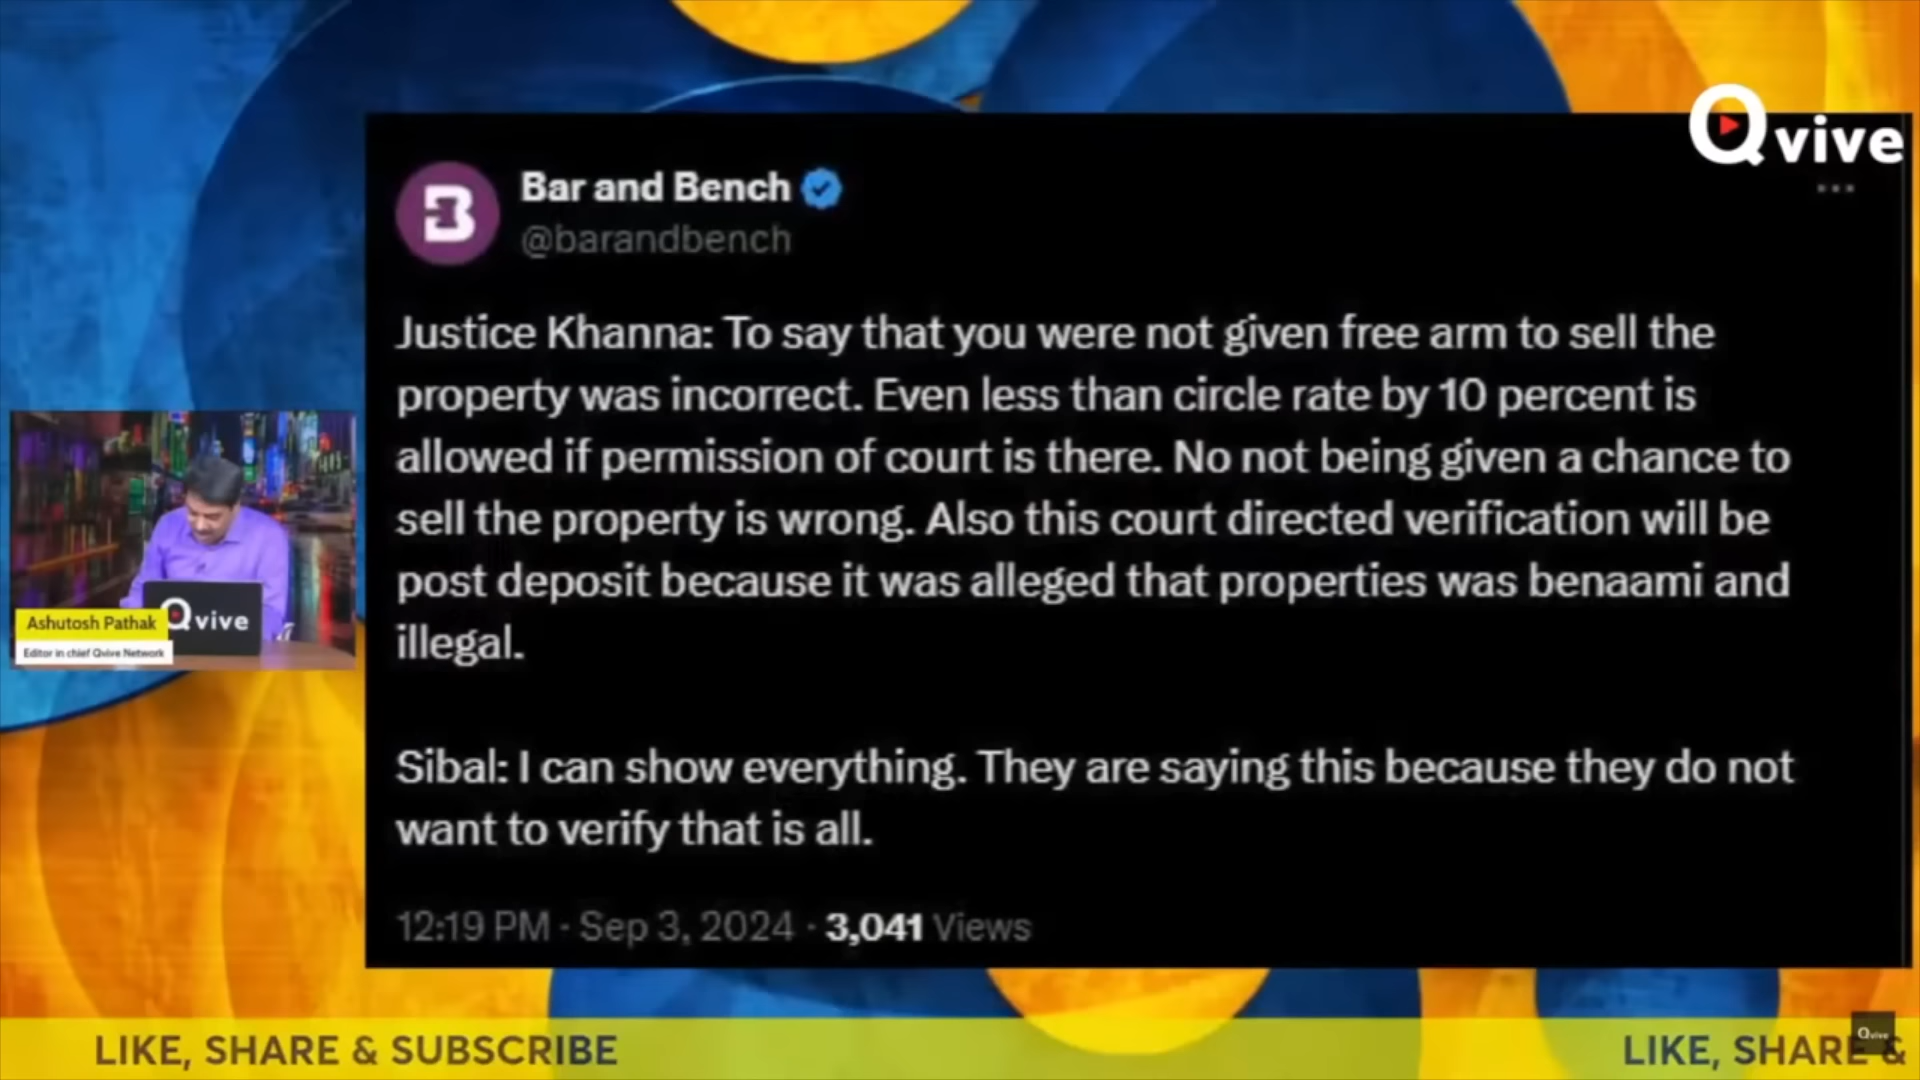 Qvive
Bar and Bench
@barandbench
Justice Khanna: To say that you were not given free arm to sell the
property was incorrect. Even less than circle rate by 10 percent is
allowed if permission of court is there. No not being given a chance to
sell the property is wrong. Also this court directed verification will be
post deposit because it was alleged that properties was benaami and
illegal.
Sibal: I can show everything. They are saying this because they do not
want to verify that is all.
12:19 PM · Sep 3, 2024 · 3,041 Views
Qvive
Ashutosh Pathak
Editor in chief Qvive Network
LIKE, SHARE & SUBSCRIBE
LIKE, SHARE &
Qvive